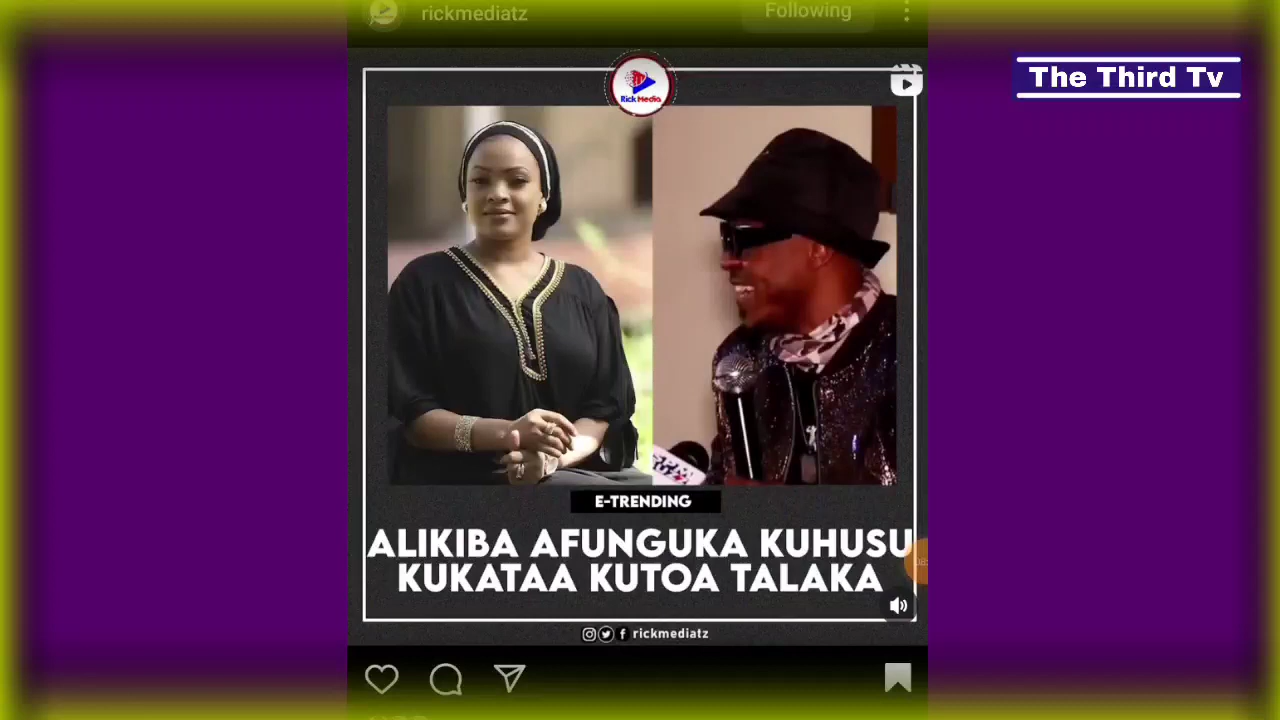 rickmediatz
Following
The Third Tv
Rick Media
E-TRENDING
ALIKIBA AFUNGUKA KUHUSU
KUKATAA KUTOA TALAKA
rickmediatz